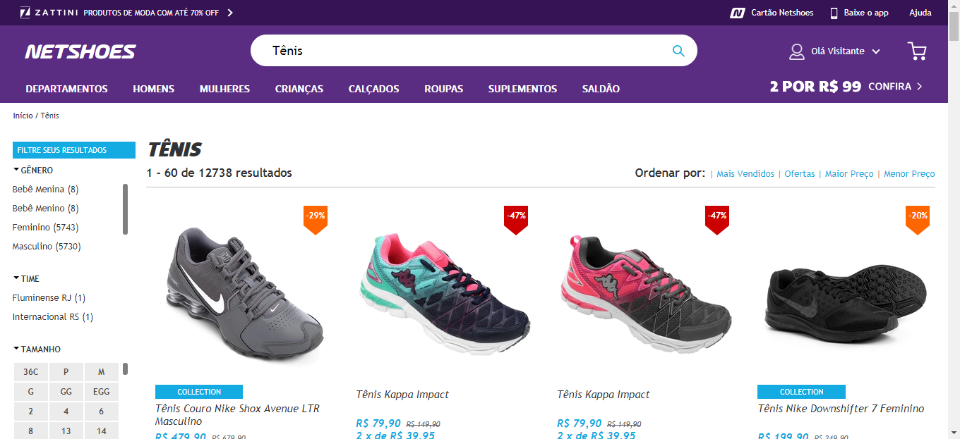 ZATTINI PRODUTOS DE MODA COM ATÉ 70% OFF
Cartão Netshoes
Baixe o app
Ajuda
NETSHOES
Tênis
Olá Visitante
DEPARTAMENTOS HOMENS MULHERES CRIANÇAS CALÇADOS ROUPAS SUPLEMENTOS SALDÃO
2 POR R$ 99 CONFIRA
Início / Tênis
FILTRE SEUS RESULTADOS
GÊNERO
Bebê Menina (8)
Bebê Menino (8)
Feminino (5743)
Masculino (5730)
TIME
Fluminense RJ (1)
Internacional RS (1)
TAMANHO
36C P M
G GG EGG
2 4 6
8 13 14
TÊNIS
1 - 60 de 12738 resultados
Ordenar por: | Mais Vendidos | Ofertas | Maior Preço | Menor Preço
-29%
-47%
-47%
-20%
COLLECTION
Tênis Couro Nike Shox Avenue LTR
Masculino
R$ 479,90 R$ 679,90
Tênis Kappa Impact
R$ 79,90 R$ 149,90
2 x de R$ 39,95
Tênis Kappa Impact
R$ 79,90 R$ 149,90
2 x de R$ 39,95
COLLECTION
Tênis Nike Downshifter 7 Feminino
R$ 199,90 R$ 249,90